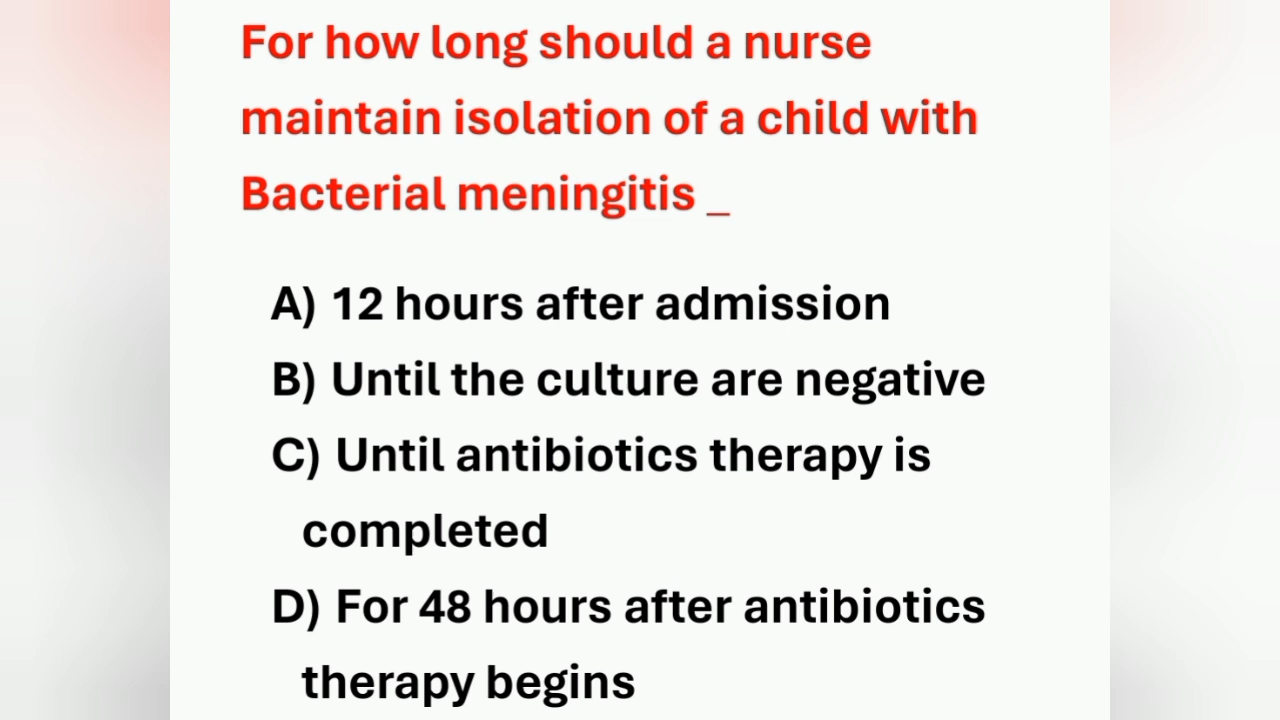 For how long should a nurse
maintain isolation of a child with
Bacterial meningitis _
A) 12 hours after admission
B) Until the culture are negative
C) Until antibiotics therapy is
completed
D) For 48 hours after antibiotics
therapy begins